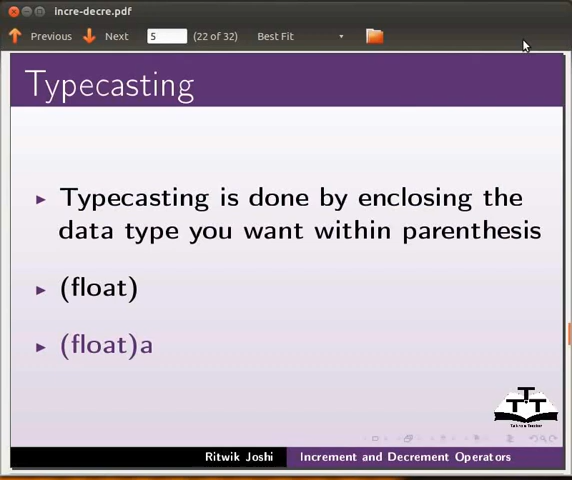 incre-decre.pdf
Previous Next 5 (22 of 32) Best Fit
Typecasting
Typecasting is done by enclosing the
data type you want within parenthesis
(float)
(float)a
Ritwik Joshi Increment and Decrement Operators